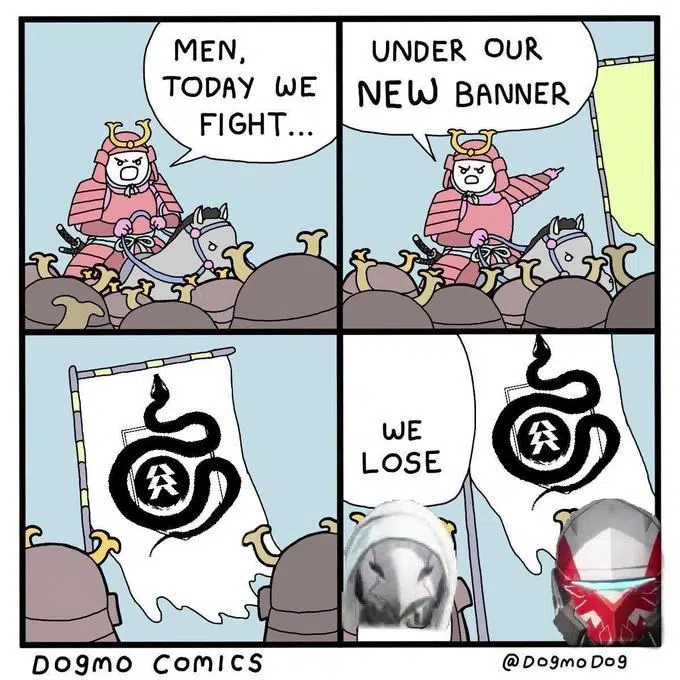 MEN,
TODAY WE
FIGHT...
UNDER OUR
NEW BANNER
WE
LOSE
DOgMO COMICS
@DOgMODOg